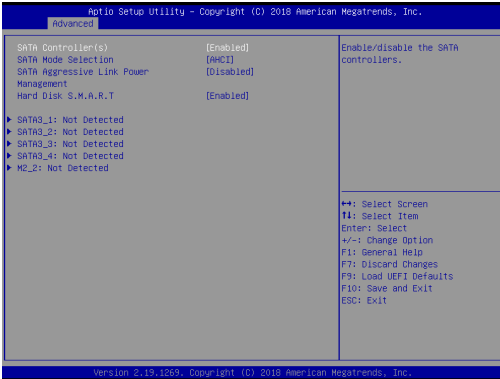 Aptio Setup Utility – Copyright (C) 2018 American Megatrends, Inc.
Advanced
SATA Controller(s) [Enabled]
SATA Mode Selection [AHCI]
SATA Aggressive Link Power [Disabled]
Management
Hard Disk S.M.A.R.T [Enabled]
SATA3_1: Not Detected
SATA3_2: Not Detected
SATA3_3: Not Detected
SATA3_4: Not Detected
M2_2: Not Detected
Enable/disable the SATA
controllers.
↔: Select Screen
↑↓: Select Item
Enter: Select
+/-: Change Option
F1: General Help
F7: Discard Changes
F9: Load UEFI Defaults
F10: Save and Exit
ESC: Exit
Version 2.19.1269. Copyright (C) 2018 American Megatrends, Inc.